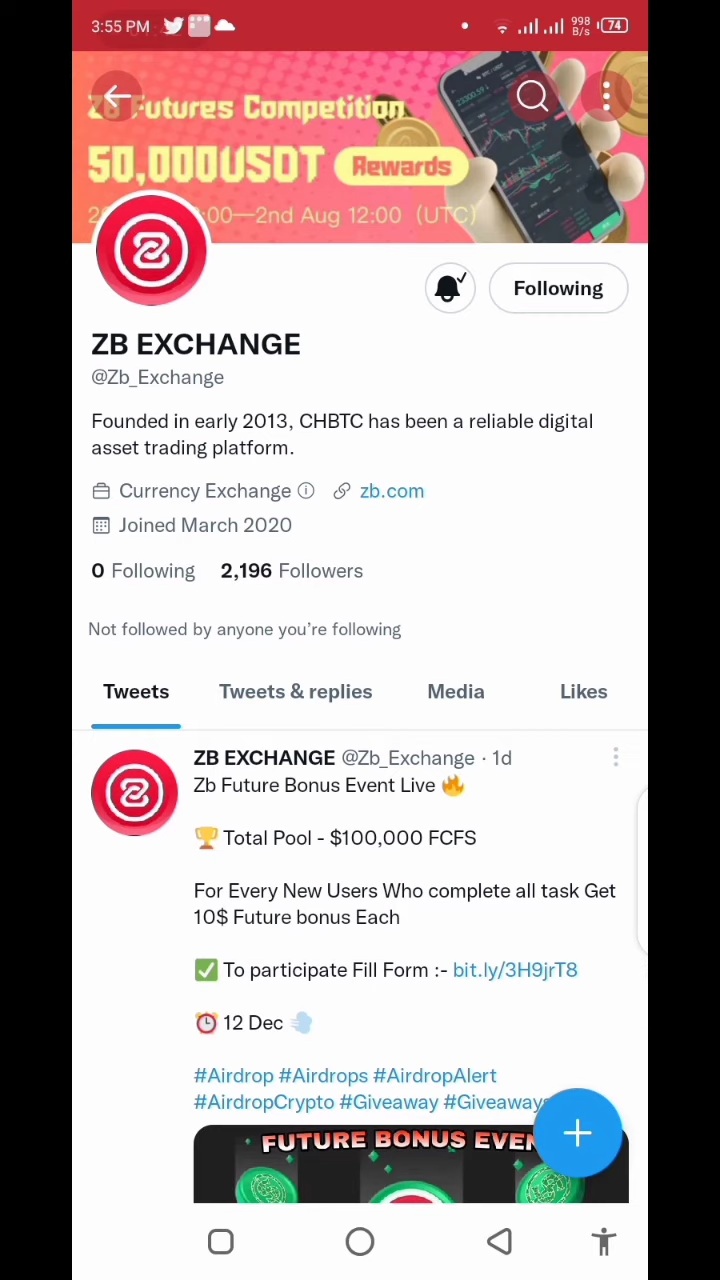 3:55 PM
998
B/s
74
Futures Competition
50,000USDT Rewards
:00—2nd Aug 12:00 (UTC)
Following
ZB EXCHANGE
@Zb_Exchange
Founded in early 2013, CHBTC has been a reliable digital
asset trading platform.
Currency Exchange zb.com
Joined March 2020
0 Following 2,196 Followers
Not followed by anyone you’re following
Tweets Tweets & replies Media Likes
ZB EXCHANGE @Zb_Exchange · 1d
Zb Future Bonus Event Live 🔥
🏆 Total Pool - $100,000 FCFS
For Every New Users Who complete all task Get
10$ Future bonus Each
✅ To participate Fill Form :- bit.ly/3H9jrT8
⏰ 12 Dec 💨
#Airdrop #Airdrops #AirdropAlert
#AirdropCrypto #Giveaway #Giveaways
FUTURE BONUS EVEN